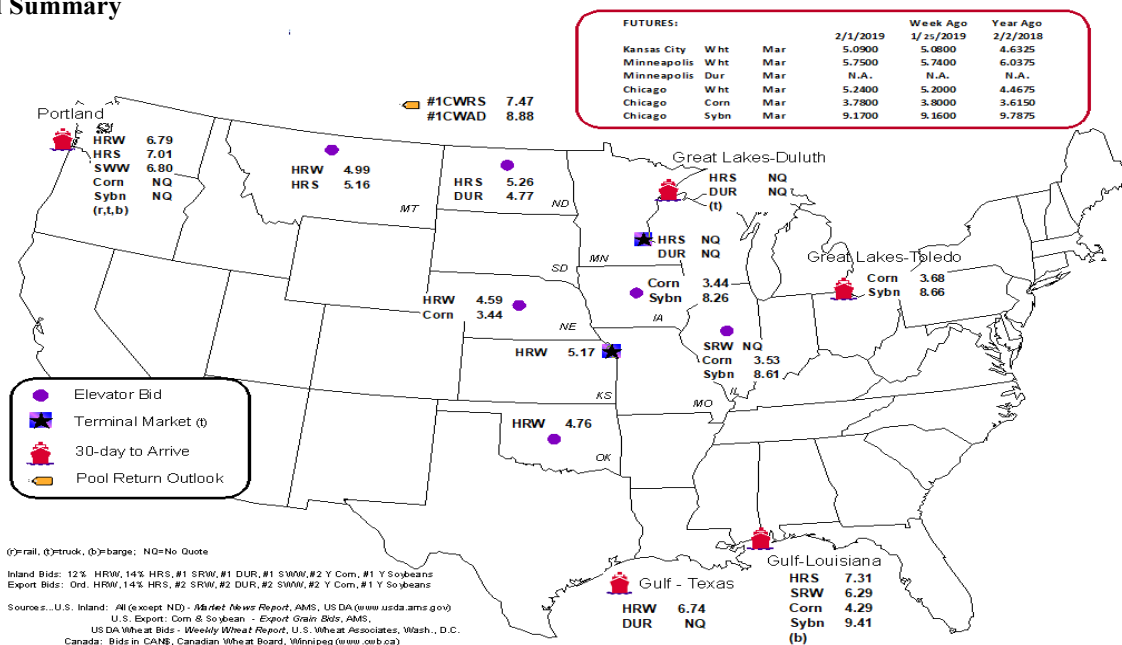 l Summary
FUTURES:
Week Ago Year Ago
2/1/2019 1/25/2019 2/2/2018
Kansas City Wht Mar 5.0900 5.0800 4.6325
Minneapolis Wht Mar 5.7500 5.7400 6.0375
Minneapolis Dur Mar N.A. N.A. N.A.
Chicago Wht Mar 5.2400 5.2000 4.4675
Chicago Corn Mar 3.7800 3.8000 3.6150
Chicago Sybn Mar 9.1700 9.1600 9.7875
#1CWRS 7.47
#1CWAD 8.88
Portland
HRW 6.79
HRS 7.01
SWW 6.80
Corn NQ
Sybn NQ
(r,t,b)
HRW 4.99
HRS 5.16
MT
HRS 5.26
DUR 4.77
ND
Great Lakes-Duluth
HRS NQ
DUR NQ
(t)
HRS NQ
DUR NQ
MN
SD
Great Lakes-Toledo
Corn 3.68
Sybn 8.66
Corn 3.44
Sybn 8.26
IA
HRW 4.59
Corn 3.44
NE
SRW NQ
Corn 3.53
Sybn 8.61
IL
HRW 5.17
KS
MO
HRW 4.76
OK
Elevator Bid
Terminal Market (t)
30-day to Arrive
Pool Return Outlook
Gulf-Louisiana
HRS 7.31
SRW 6.29
Corn 4.29
Sybn 9.41
(b)
Gulf - Texas
HRW 6.74
DUR NQ
(r)=rail, (t)=truck, (b)=barge; NQ=No Quote
Inland Bids: 12% HRW, 14% HRS, #1 SRW, #1 DUR, #1 SWW, #2 Y Corn, #1 Y Soybeans
Export Bids: Ord. HRW, 14% HRS, #2 SRW, #2 DUR, #2 SWW, #2 Y Corn, #1 Y Soybeans
Sources...U.S. Inland: All (except ND) - Market News Report, AMS, USDA (www.usda.ams.gov)
U.S. Export: Corn & Soybean - Export Grain Bids, AMS,
USDA Wheat Bids - Weekly Wheat Report, U.S. Wheat Associates, Wash., D.C.
Canada: Bids in CAN$, Canadian Wheat Board, Winnipeg (www.cwb.ca)